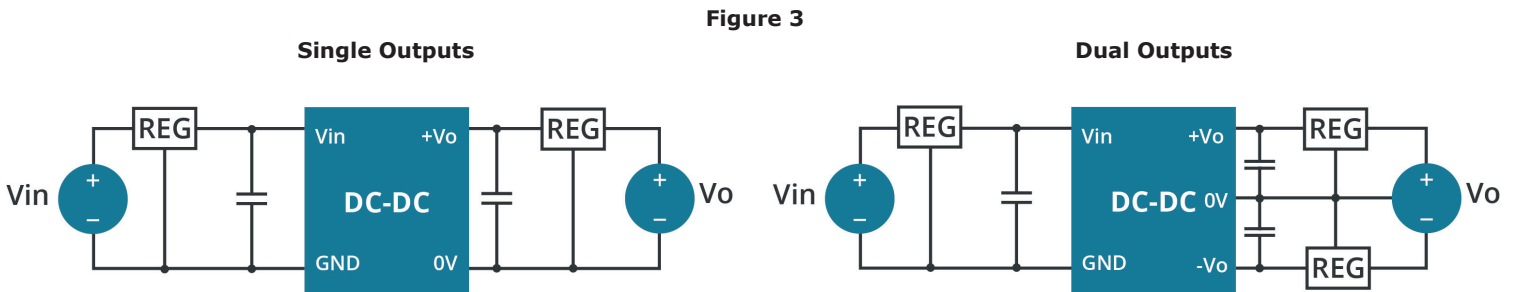 Figure 3
Single Outputs
Vin
+
−
REG
Vin
+Vo
DC-DC
GND
0V
REG
+
−
Vo
Dual Outputs
Vin
+
−
REG
Vin
+Vo
DC-DC
0V
GND
-Vo
REG
REG
+
−
Vo